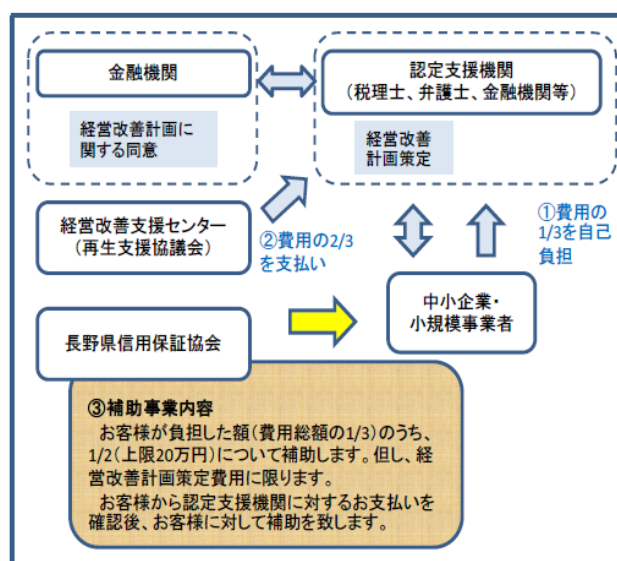 金融機関
認定支援機関
(税理士、弁護士、金融機関等)
経営改善計画に
関する同意
経営改善
計画策定
経営改善支援センター
(再生支援協議会)
②費用の2/3
を支払い
①費用の
1/3を自己
負担
中小企業・
小規模事業者
長野県信用保証協会
③補助事業内容
お客様が負担した額(費用総額の1/3)のうち、
1/2(上限20万円)について補助します。但し、経
営改善計画策定費用に限ります。
お客様から認定支援機関に対するお支払いを
確認後、お客様に対して補助を致します。